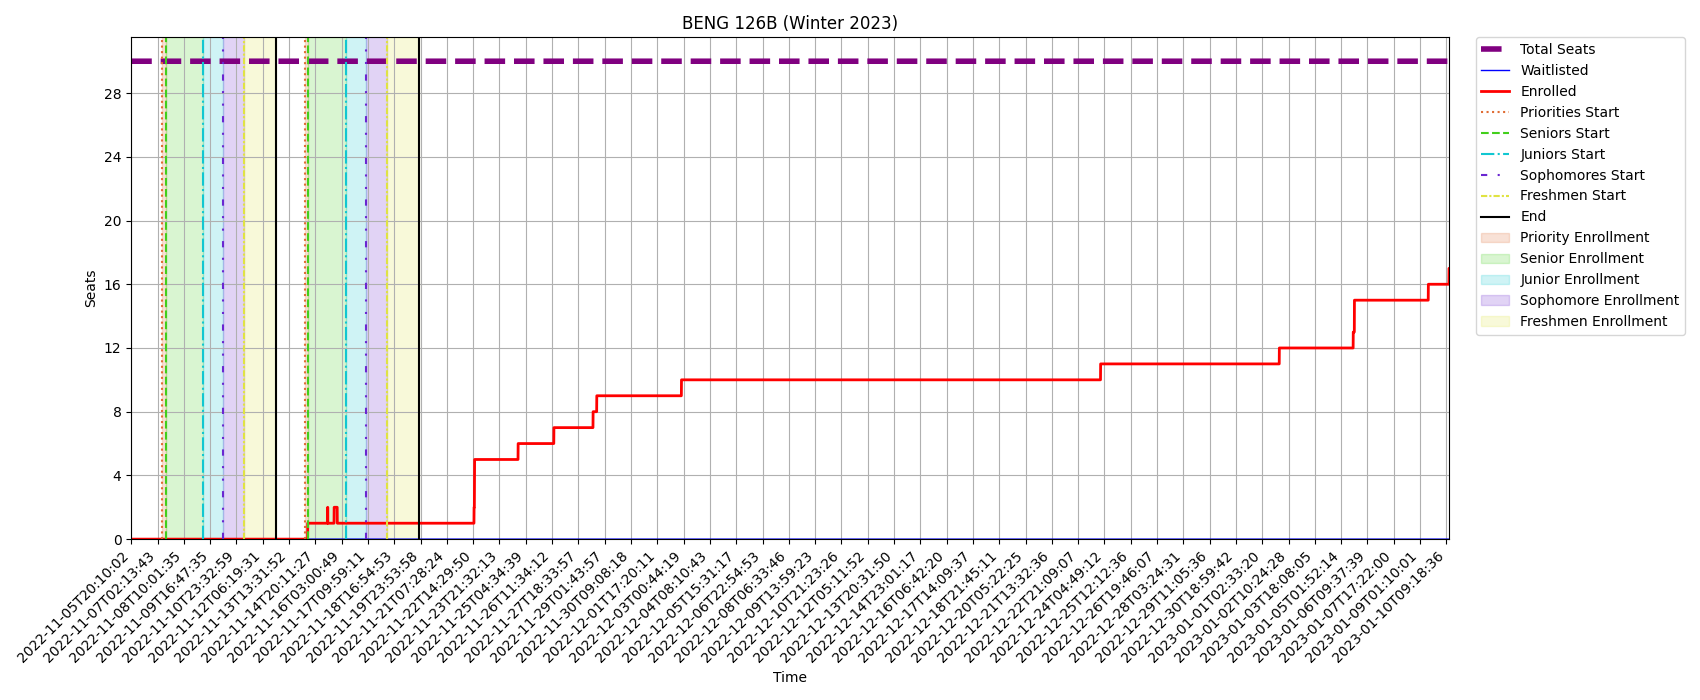 BENG 126B (Winter 2023)
Seats
28
24
20
16
12
8
4
0
2022-11-05T20:10:02
2022-11-07T02:13:43
2022-11-08T10:01:35
2022-11-09T16:47:35
2022-11-10T23:32:59
2022-11-12T06:19:31
2022-11-13T13:31:52
2022-11-14T20:11:27
2022-11-16T03:00:49
2022-11-17T09:59:11
2022-11-18T16:54:53
2022-11-19T23:53:58
2022-11-21T07:28:24
2022-11-22T14:29:50
2022-11-23T21:32:13
2022-11-25T04:34:39
2022-11-26T11:34:12
2022-11-27T18:33:57
2022-11-29T01:43:57
2022-11-30T09:08:18
2022-12-01T17:20:11
2022-12-03T00:44:19
2022-12-04T08:10:43
2022-12-05T15:31:17
2022-12-06T22:54:53
2022-12-08T06:33:46
2022-12-09T13:59:23
2022-12-10T21:23:26
2022-12-12T05:11:52
2022-12-13T20:31:50
2022-12-14T23:01:17
2022-12-16T06:42:20
2022-12-17T14:09:37
2022-12-18T21:45:11
2022-12-20T05:22:25
2022-12-21T13:32:36
2022-12-22T21:09:07
2022-12-24T04:49:12
2022-12-25T12:12:36
2022-12-26T19:46:07
2022-12-28T03:24:31
2022-12-29T11:05:36
2022-12-30T18:59:42
2023-01-01T02:33:20
2023-01-02T10:24:28
2023-01-03T18:08:05
2023-01-05T01:52:14
2023-01-06T09:37:39
2023-01-07T17:22:00
2023-01-09T01:10:01
2023-01-10T09:18:36
Time
Total Seats
Waitlisted
Enrolled
Priorities Start
Seniors Start
Juniors Start
Sophomores Start
Freshmen Start
End
Priority Enrollment
Senior Enrollment
Junior Enrollment
Sophomore Enrollment
Freshmen Enrollment